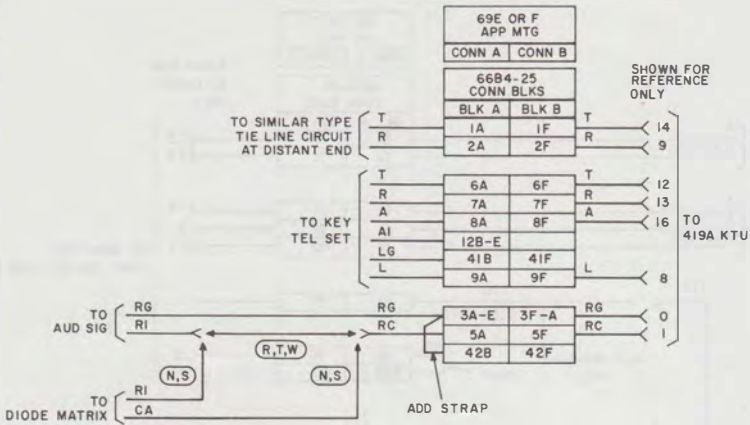 69E OR F
APP MTG
CONN A CONN B
66B4-25
CONN BLKS
BLK A BLK B
SHOWN FOR
REFERENCE
ONLY
TO SIMILAR TYPE
TIE LINE CIRCUIT
AT DISTANT END
T 1A 1F T 14
R 2A 2F R 9
TO KEY
TEL SET
T 6A 6F T 12
R 7A 7F R 13
A 8A 8F A 16
A1 12B-E
LG 41B 41F
L 9A 9F L 8
TO
419A KTU
TO
AUD SIG
RG RG 3A-E 3F-A RG 0
RI RC 5A 5F RC 1
42B 42F
R,T,W
N,S N,S
ADD STRAP
TO
DIODE MATRIX
RI
CA